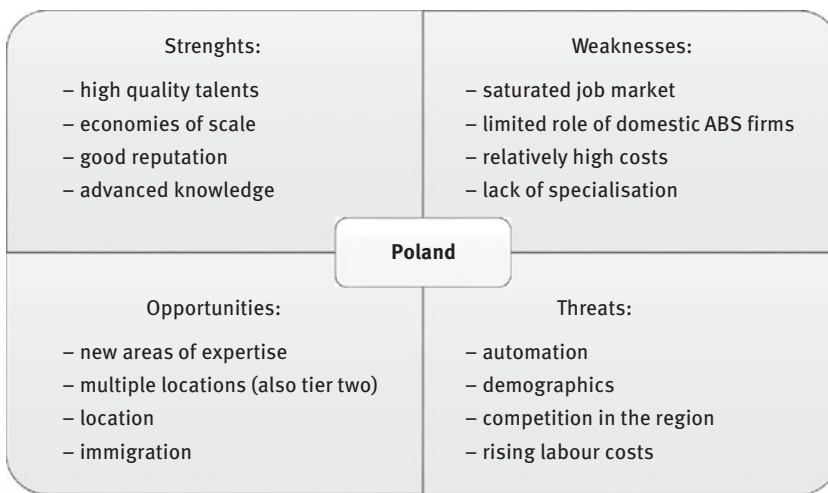 Strenghts:
– high quality talents
– economies of scale
– good reputation
– advanced knowledge
Weaknesses:
– saturated job market
– limited role of domestic ABS firms
– relatively high costs
– lack of specialisation
Poland
Opportunities:
– new areas of expertise
– multiple locations (also tier two)
– location
– immigration
Threats:
– automation
– demographics
– competition in the region
– rising labour costs